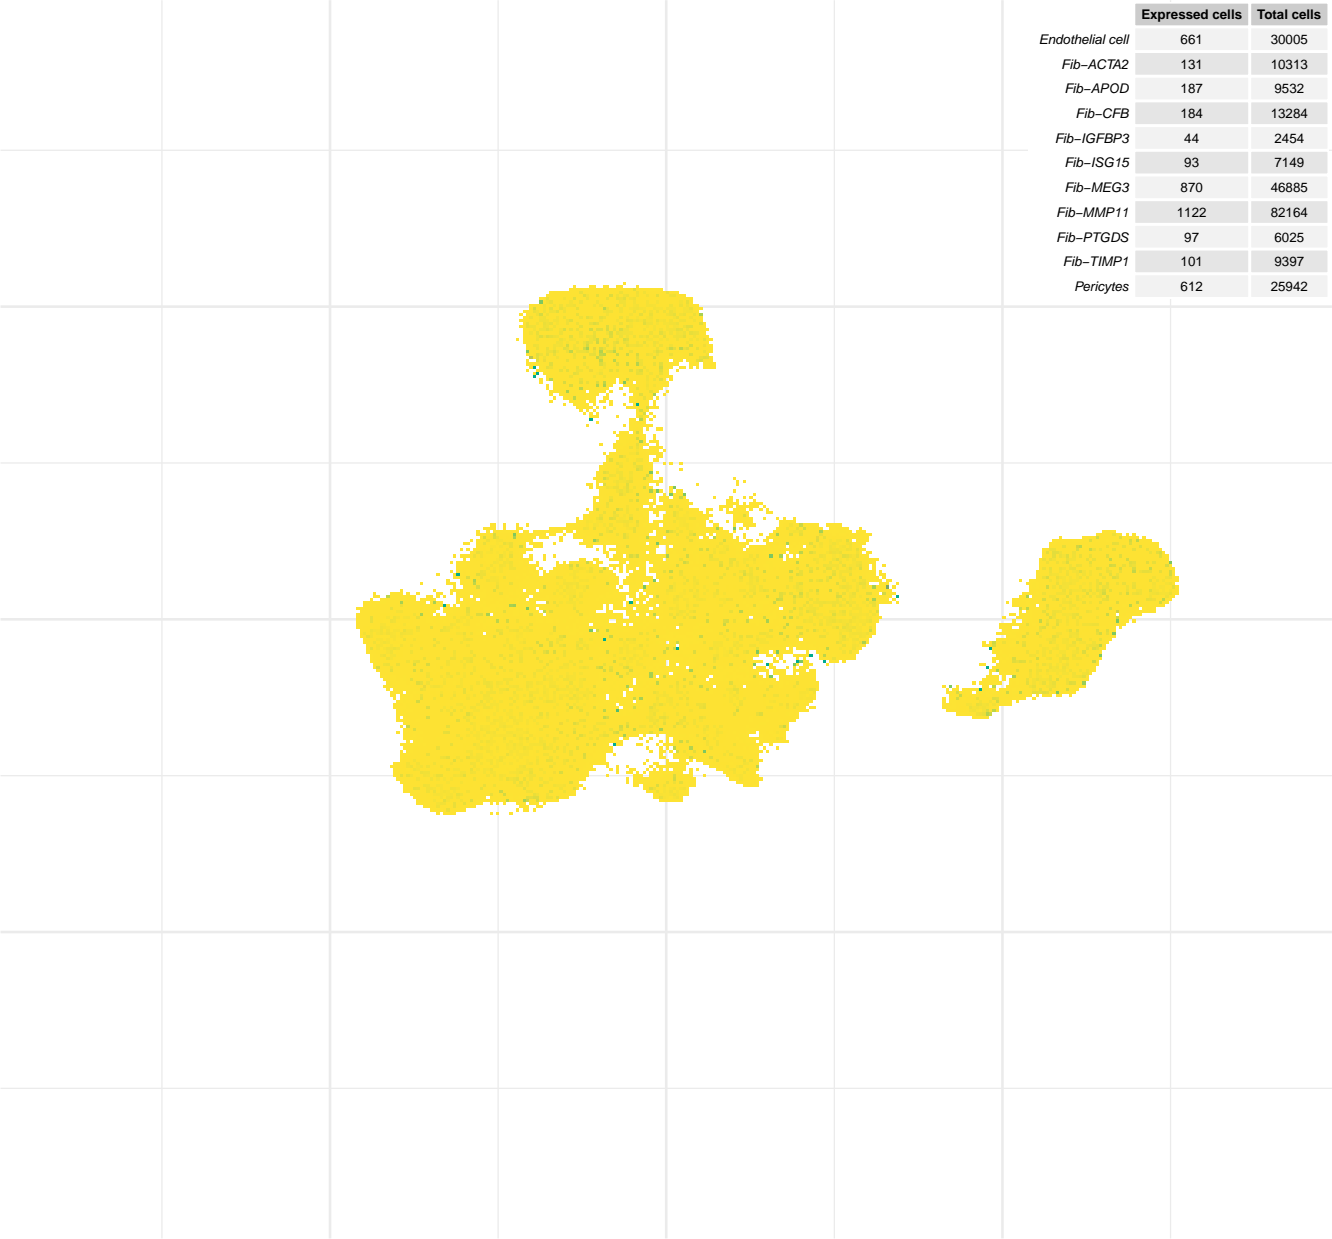 Expressed cells Total cells
Endothelial cell 661 30005
Fib−ACTA2 131 10313
Fib−APOD 187 9532
Fib−CFB 184 13284
Fib−IGFBP3 44 2454
Fib−ISG15 93 7149
Fib−MEG3 870 46885
Fib−MMP11 1122 82164
Fib−PTGDS 97 6025
Fib−TIMP1 101 9397
Pericytes 612 25942